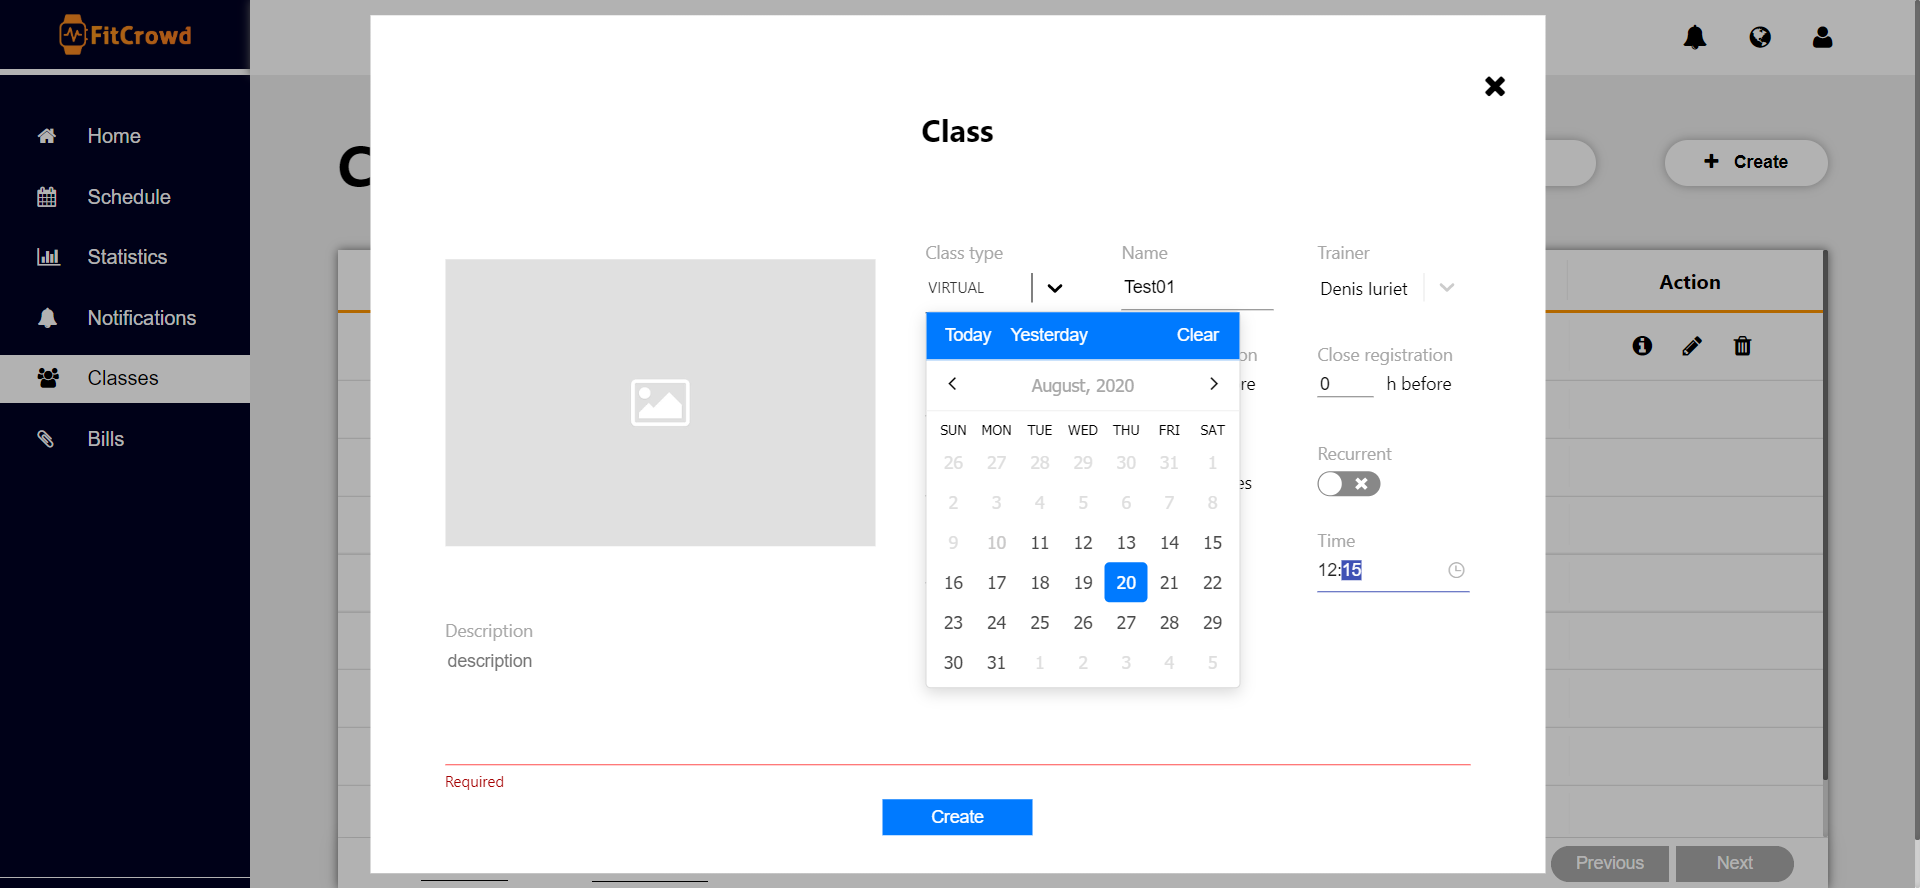 FitCrowd
Home
Schedule
Statistics
Notifications
Classes
Bills
C
+ Create
Action
Previous Next
Class
Class type Name Trainer
VIRTUAL Test01 Denis Iuriet
Today Yesterday Clear
on Close registration
re 0 h before
August, 2020
SUN MON TUE WED THU FRI SAT
26 27 28 29 30 31 1
2 3 4 5 6 7 8
9 10 11 12 13 14 15
16 17 18 19 20 21 22
23 24 25 26 27 28 29
30 31 1 2 3 4 5
Recurrent
es
Time
12:15
Description
description
Required
Create